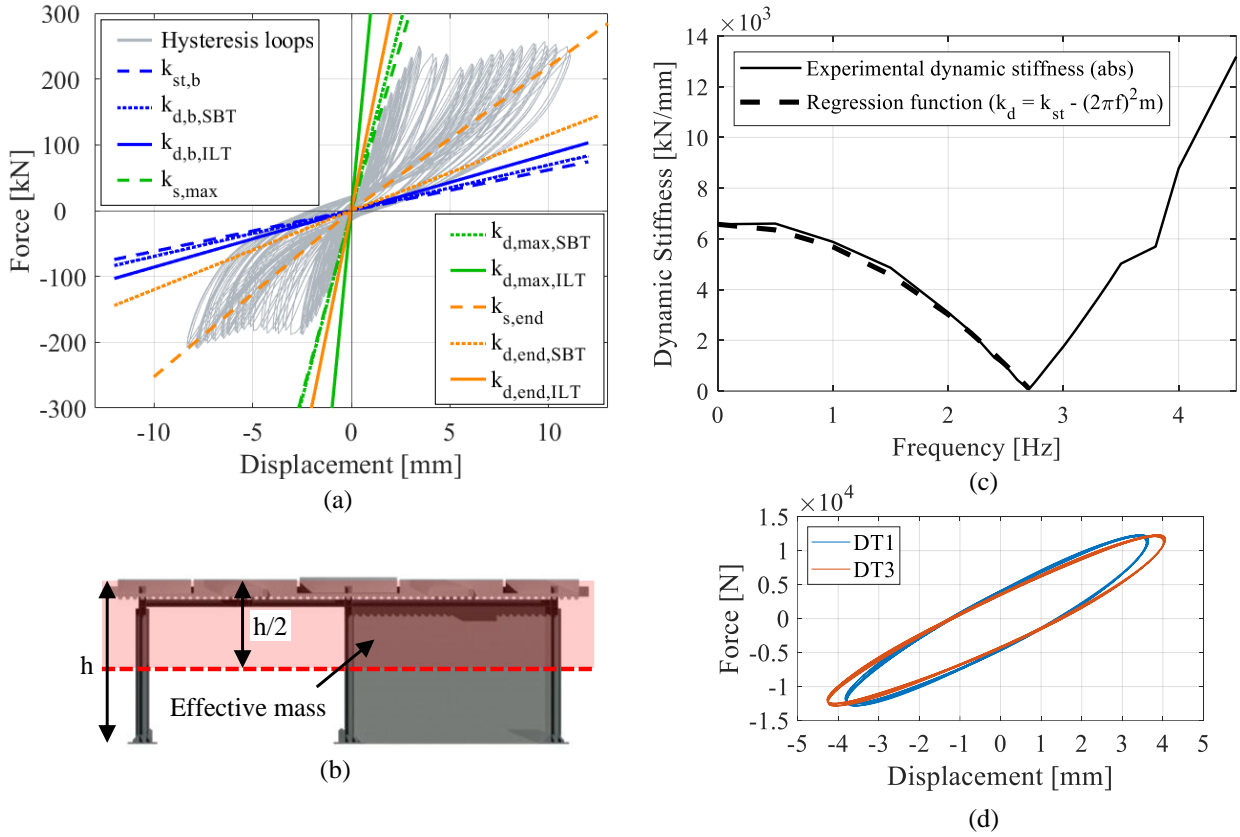 300
200
100
0
-100
-200
-300
Force [kN]
-10 -5 0 5 10
Displacement [mm]
Hysteresis loops
k_st,b
k_d,b,SBT
k_d,b,ILT
k_s,max
k_d,max,SBT
k_d,max,ILT
k_s,end
k_d,end,SBT
k_d,end,ILT
(a)
h
h/2
Effective mass
(b)
×10^3
14
12
10
8
6
4
2
0
Dynamic Stiffness [kN/mm]
Experimental dynamic stiffness (abs)
Regression function (k_d = k_st - (2πf)^2m)
0 1 2 3 4
Frequency [Hz]
(c)
×10^4
1.5
1
0.5
0
-0.5
-1
-1.5
Force [N]
DT1
DT3
-5 -4 -3 -2 -1 0 1 2 3 4 5
Displacement [mm]
(d)